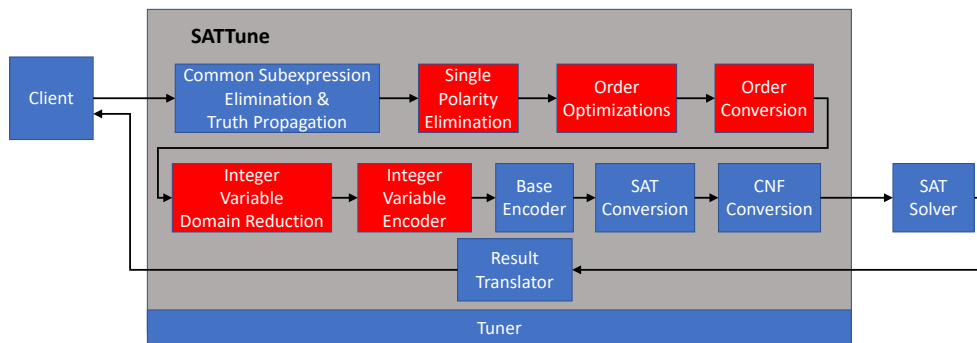 SATTune
Client
Common Subexpression
Elimination &
Truth Propagation
Single
Polarity
Elimination
Order
Optimizations
Order
Conversion
Integer
Variable
Domain Reduction
Integer
Variable
Encoder
Base
Encoder
SAT
Conversion
CNF
Conversion
SAT
Solver
Result
Translator
Tuner